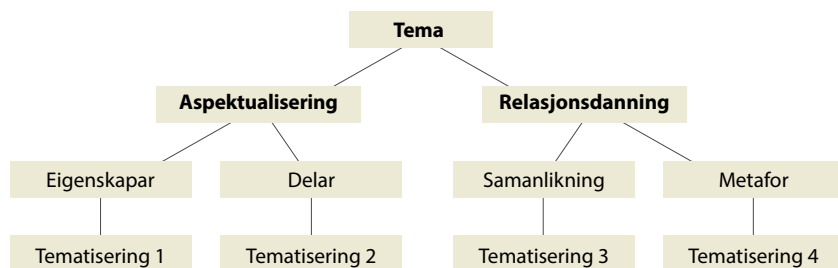 Tema
Aspektualisering
Relasjonsdanning
Eigenskapar
Delar
Samanlikning
Metafor
Tematisering 1
Tematisering 2
Tematisering 3
Tematisering 4